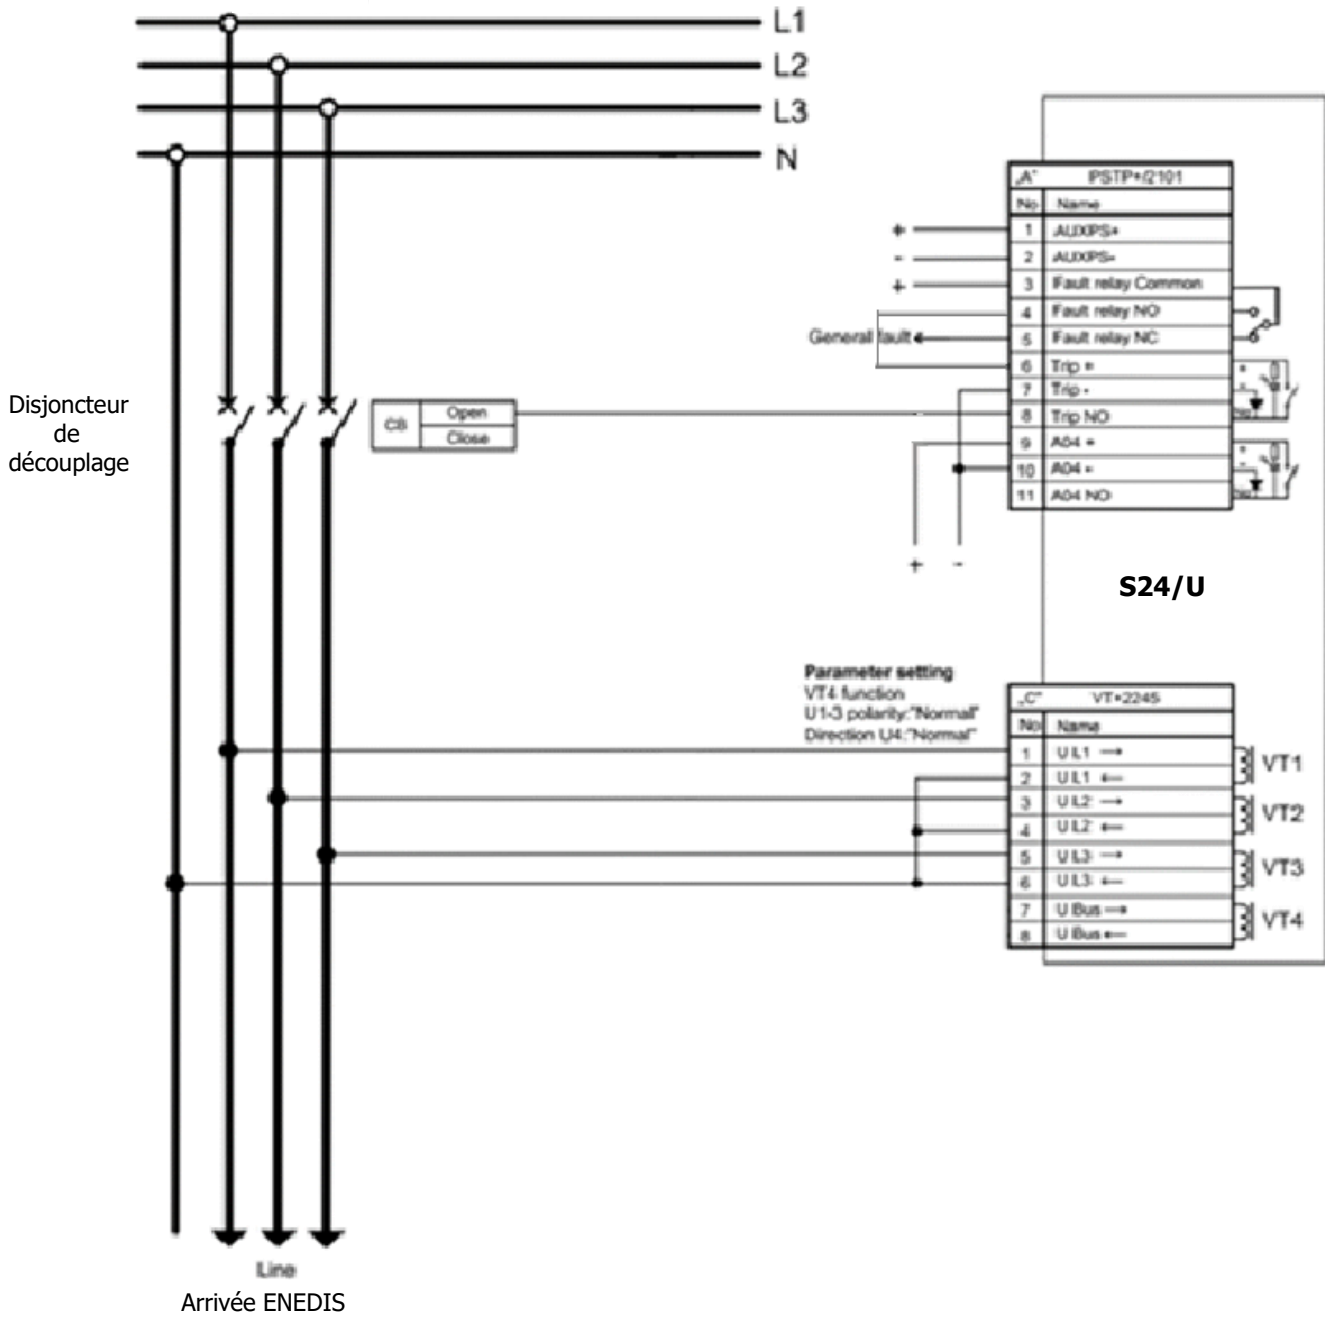 L1
L2
L3
N
„A" PSTP+/2101
No Name
+ 1 AUXPS+
- 2 AUXPS-
+ 3 Fault relay Common
4 Fault relay NO
General fault 5 Fault relay NC
6 Trip +
7 Trip -
8 Trip NO
9 A04 +
10 A04 -
11 A04 NO
Disjoncteur
de
découplage
CB Open
Close
+ -
S24/U
Parameter setting
VT4 function
U1-3 polarity:"Normal"
Direction U4:"Normal"
„C" VT+2245
No Name
1 U L1 → VT1
2 U L1 ←
3 U L2 → VT2
4 U L2 ←
5 U L3 → VT3
6 U L3 ←
7 U Bus → VT4
8 U Bus ←
Line
Arrivée ENEDIS